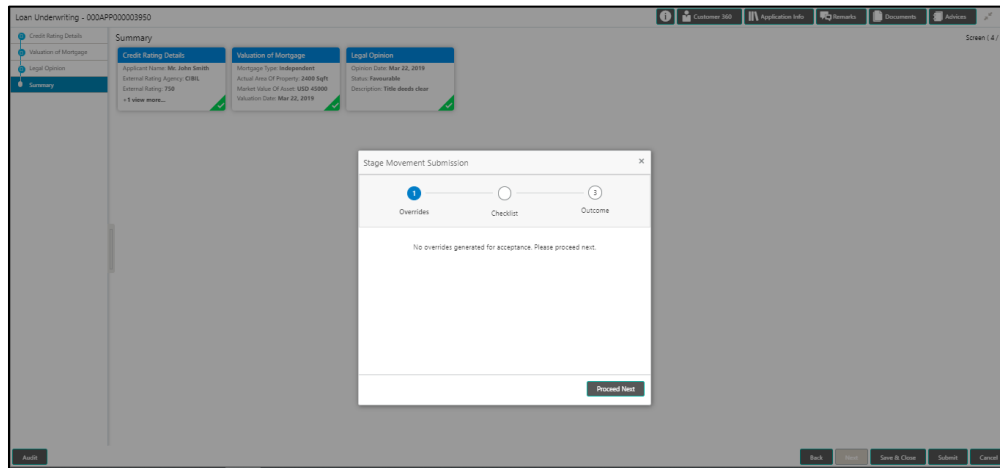 Loan Underwriting - 000APP000003950
Customer 360
Application Info
Remarks
Documents
Advices
Credit Rating Details
Valuation of Mortgage
Legal Opinion
Summary
Summary
Screen ( 4 /
Credit Rating Details
Applicant Name: Mr. John Smith
External Rating Agency: CIBIL
External Rating: 750
+1 view more...
Valuation of Mortgage
Mortgage Type: Independent
Actual Area Of Property: 2400 Sqft
Market Value Of Asset: USD 45000
Valuation Date: Mar 22, 2019
Legal Opinion
Opinion Date: Mar 22, 2019
Status: Favourable
Description: Title deeds clear
Stage Movement Submission
1
3
Overrides
Checklist
Outcome
No overrides generated for acceptance. Please proceed next.
Proceed Next
Audit
Back
Next
Save & Close
Submit
Cancel